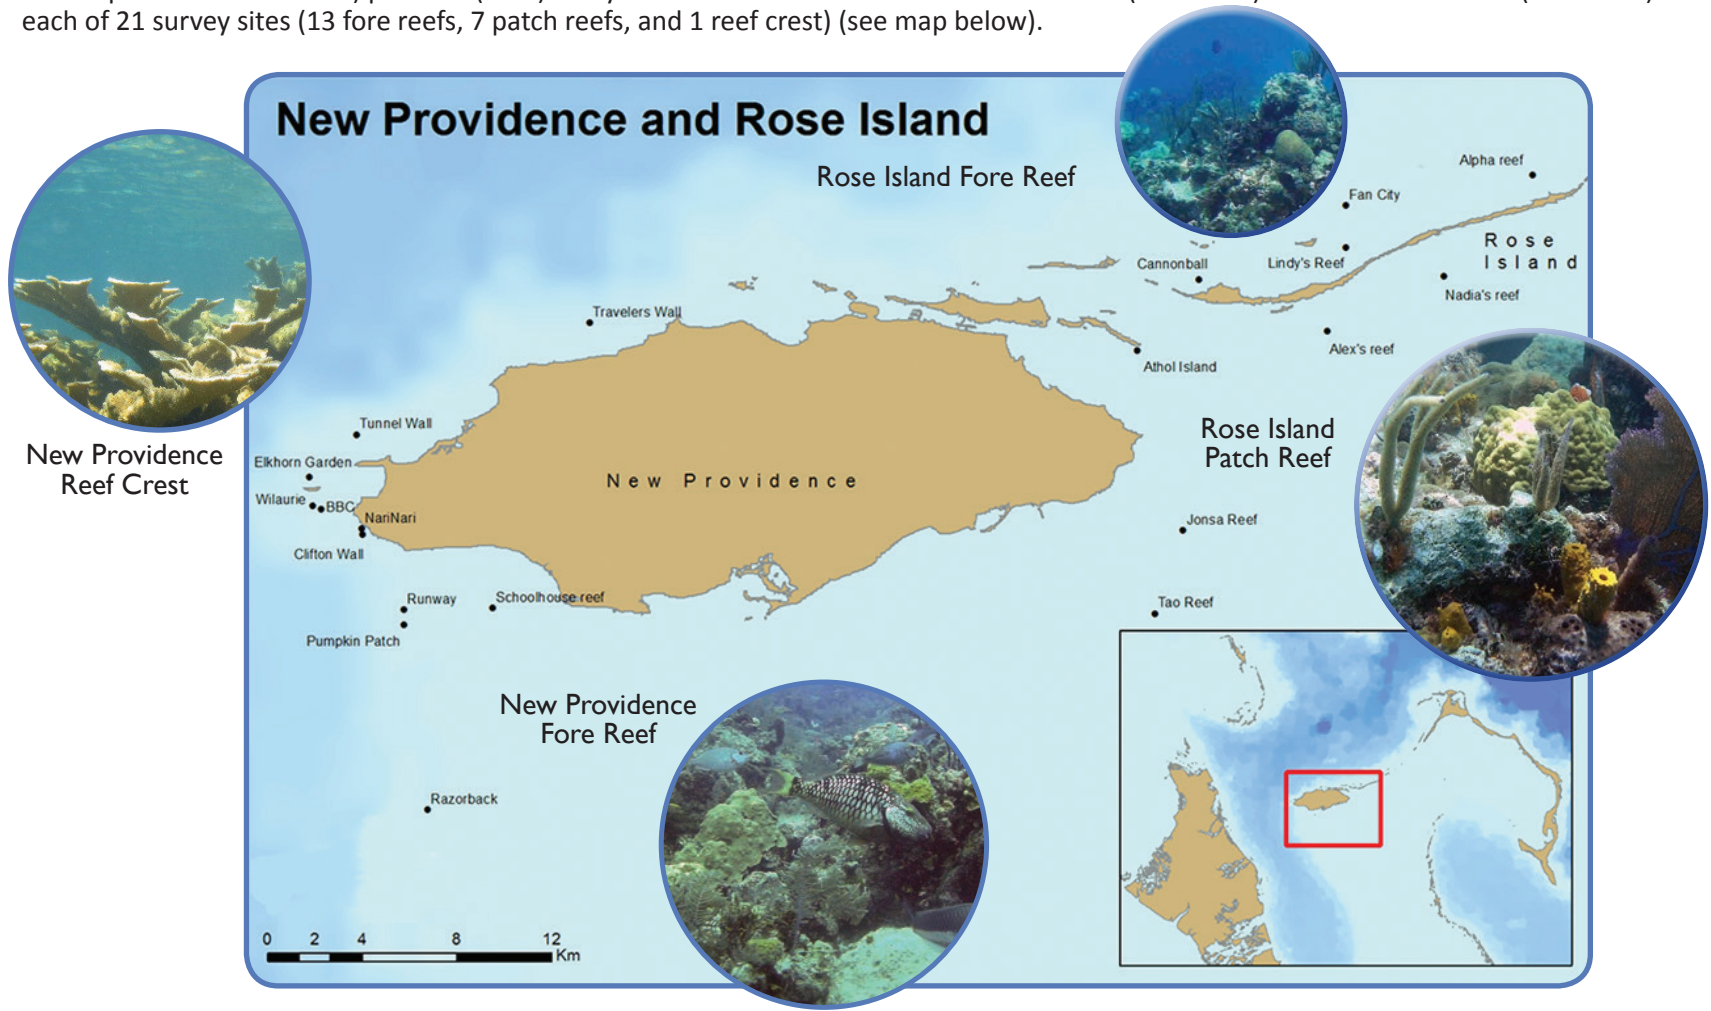 each of 21 survey sites (13 fore reefs, 7 patch reefs, and 1 reef crest) (see map below).
New Providence and Rose Island
Rose Island Fore Reef
Alpha reef
Fan City
Rose
Island
Cannonball
Lindy's Reef
Nadia's reef
Travelers Wall
Alex's reef
Athol Island
Tunnel Wall
Rose Island
Patch Reef
New Providence
Reef Crest
Elkhorn Garden
New Providence
Wilaurie
BBC
NariNari
Jonsa Reef
Clifton Wall
Runway
Schoolhouse reef
Tao Reef
Pumpkin Patch
New Providence
Fore Reef
Razorback
0 2 4 8 12
Km